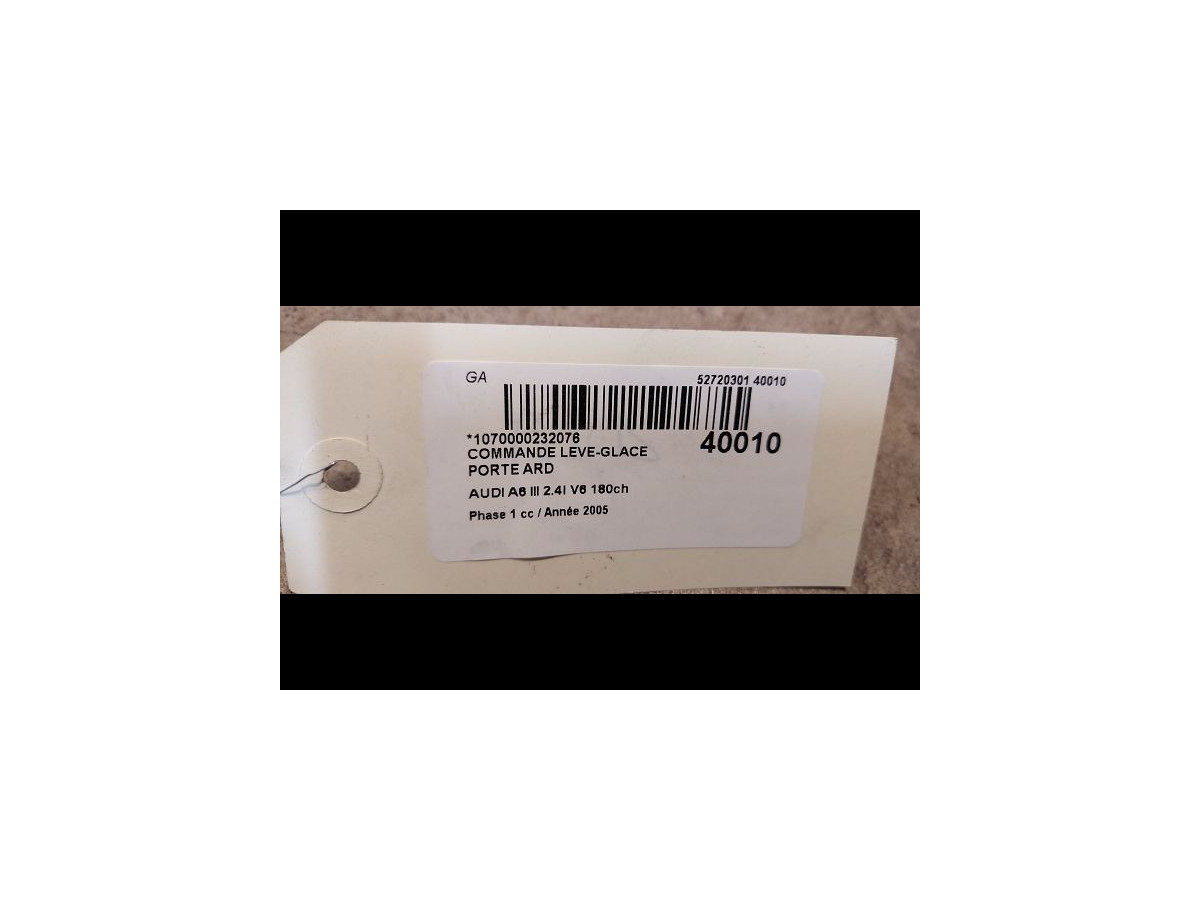 GA
52720301 40010
*1070000232076
40010
COMMANDE LEVE-GLACE
PORTE ARD
AUDI A6 III 2.4I V6 180ch
Phase 1 cc / Année 2005